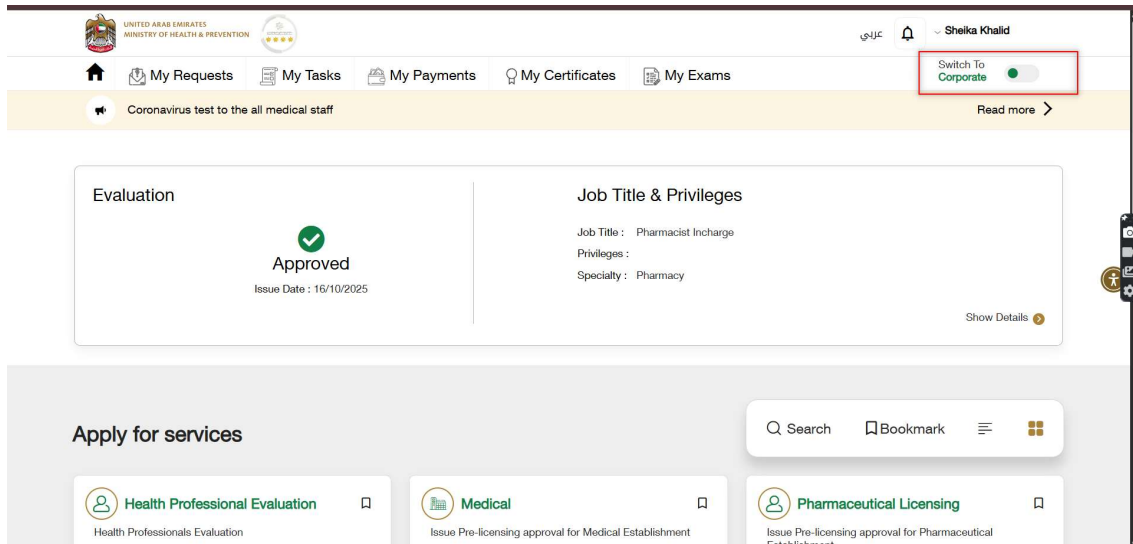 UNITED ARAB EMIRATES
MINISTRY OF HEALTH & PREVENTION
عربي
Sheika Khalid
My Requests
My Tasks
My Payments
My Certificates
My Exams
Switch To
Corporate
Coronavirus test to the all medical staff
Read more
Evaluation
Approved
Issue Date : 16/10/2025
Job Title & Privileges
Job Title : Pharmacist Incharge
Privileges :
Specialty : Pharmacy
Show Details
Apply for services
Search
Bookmark
Health Professional Evaluation
Health Professionals Evaluation
Medical
Issue Pre-licensing approval for Medical Establishment
Pharmaceutical Licensing
Issue Pre-licensing approval for Pharmaceutical
Establishment